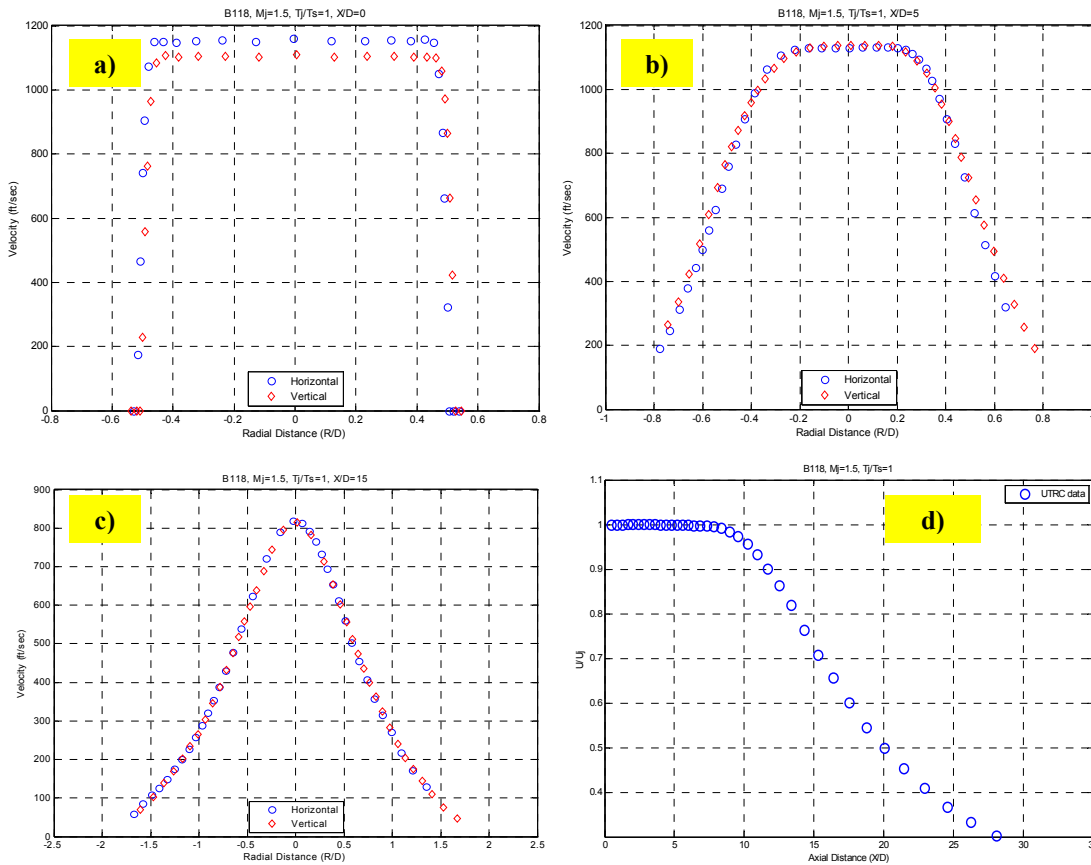 B118, Mj=1.5, Tj/Ts=1, X/D=0
a)
Velocity (ft/sec)
1200
1000
800
600
400
200
0
-0.8 -0.6 -0.4 -0.2 0 0.2 0.4 0.6 0.8
Radial Distance (R/D)
Horizontal
Vertical
B118, Mj=1.5, Tj/Ts=1, X/D=5
b)
Velocity (ft/sec)
1200
1000
800
600
400
200
0
-1 -0.8 -0.6 -0.4 -0.2 0 0.2 0.4 0.6 0.8 1
Radial Distance (R/D)
Horizontal
Vertical
B118, Mj=1.5, Tj/Ts=1, X/D=15
c)
Velocity (ft/sec)
900
800
700
600
500
400
300
200
100
0
-2.5 -2 -1.5 -1 -0.5 0 0.5 1 1.5 2 2.5
Radial Distance (R/D)
Horizontal
Vertical
B118, Mj=1.5, Tj/Ts=1
d)
UTRC data
U/Uj
1.1
1
0.9
0.8
0.7
0.6
0.5
0.4
0 5 10 15 20 25 30
Axial Distance (X/D)